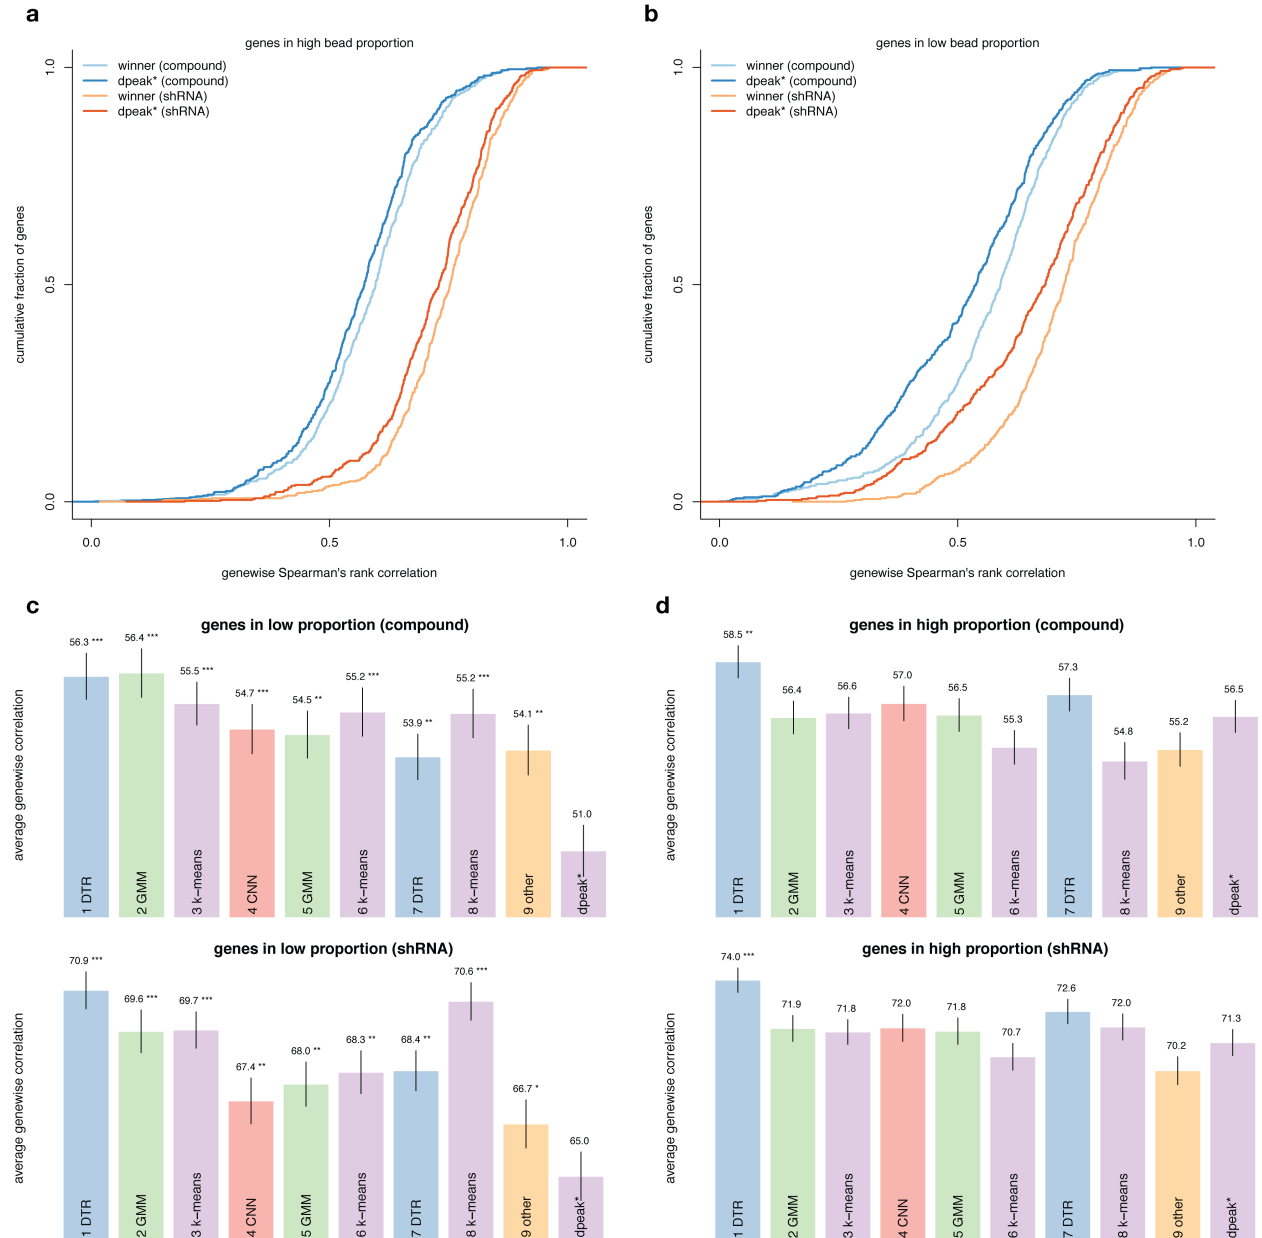 a
genes in high bead proportion
winner (compound)
dpeak* (compound)
winner (shRNA)
dpeak* (shRNA)
cumulative fraction of genes
1.0
0.5
0.0
0.0
0.5
1.0
genewise Spearman's rank correlation
b
genes in low bead proportion
winner (compound)
dpeak* (compound)
winner (shRNA)
dpeak* (shRNA)
cumulative fraction of genes
1.0
0.5
0.0
0.0
0.5
1.0
genewise Spearman's rank correlation
c
genes in low proportion (compound)
average genewise correlation
56.3 ***
56.4 ***
55.5 ***
54.7 ***
54.5 **
55.2 ***
53.9 **
55.2 ***
54.1 **
51.0
1 DTR
2 GMM
3 k−means
4 CNN
5 GMM
6 k−means
7 DTR
8 k−means
9 other
dpeak*
genes in low proportion (shRNA)
average genewise correlation
70.9 ***
69.6 ***
69.7 ***
67.4 **
68.0 **
68.3 **
68.4 **
70.6 ***
66.7 *
65.0
1 DTR
2 GMM
3 k−means
4 CNN
5 GMM
6 k−means
7 DTR
8 k−means
9 other
dpeak*
d
genes in high proportion (compound)
average genewise correlation
58.5 **
56.4
56.6
57.0
56.5
55.3
57.3
54.8
55.2
56.5
1 DTR
2 GMM
3 k−means
4 CNN
5 GMM
6 k−means
7 DTR
8 k−means
9 other
dpeak*
genes in high proportion (shRNA)
average genewise correlation
74.0 ***
71.9
71.8
72.0
71.8
70.7
72.6
72.0
70.2
71.3
1 DTR
2 GMM
3 k−means
4 CNN
5 GMM
6 k−means
7 DTR
8 k−means
9 other
dpeak*